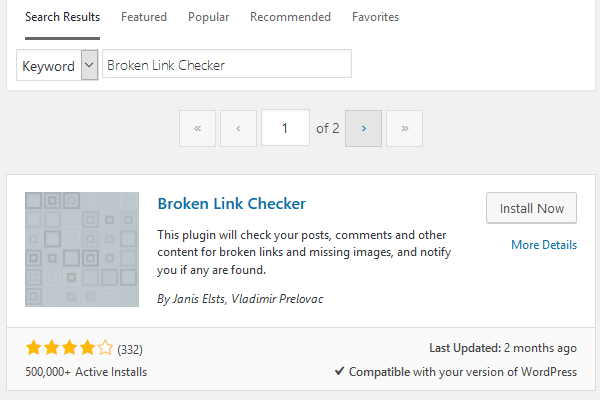 Search Results Featured Popular Recommended Favorites
Keyword Broken Link Checker
« ‹ 1 of 2 › »
Broken Link Checker
Install Now
This plugin will check your posts, comments and other
More Details
content for broken links and missing images, and notify
you if any are found.
By Janis Elsts, Vladimir Prelovac
(332)
Last Updated: 2 months ago
500,000+ Active Installs
Compatible with your version of WordPress